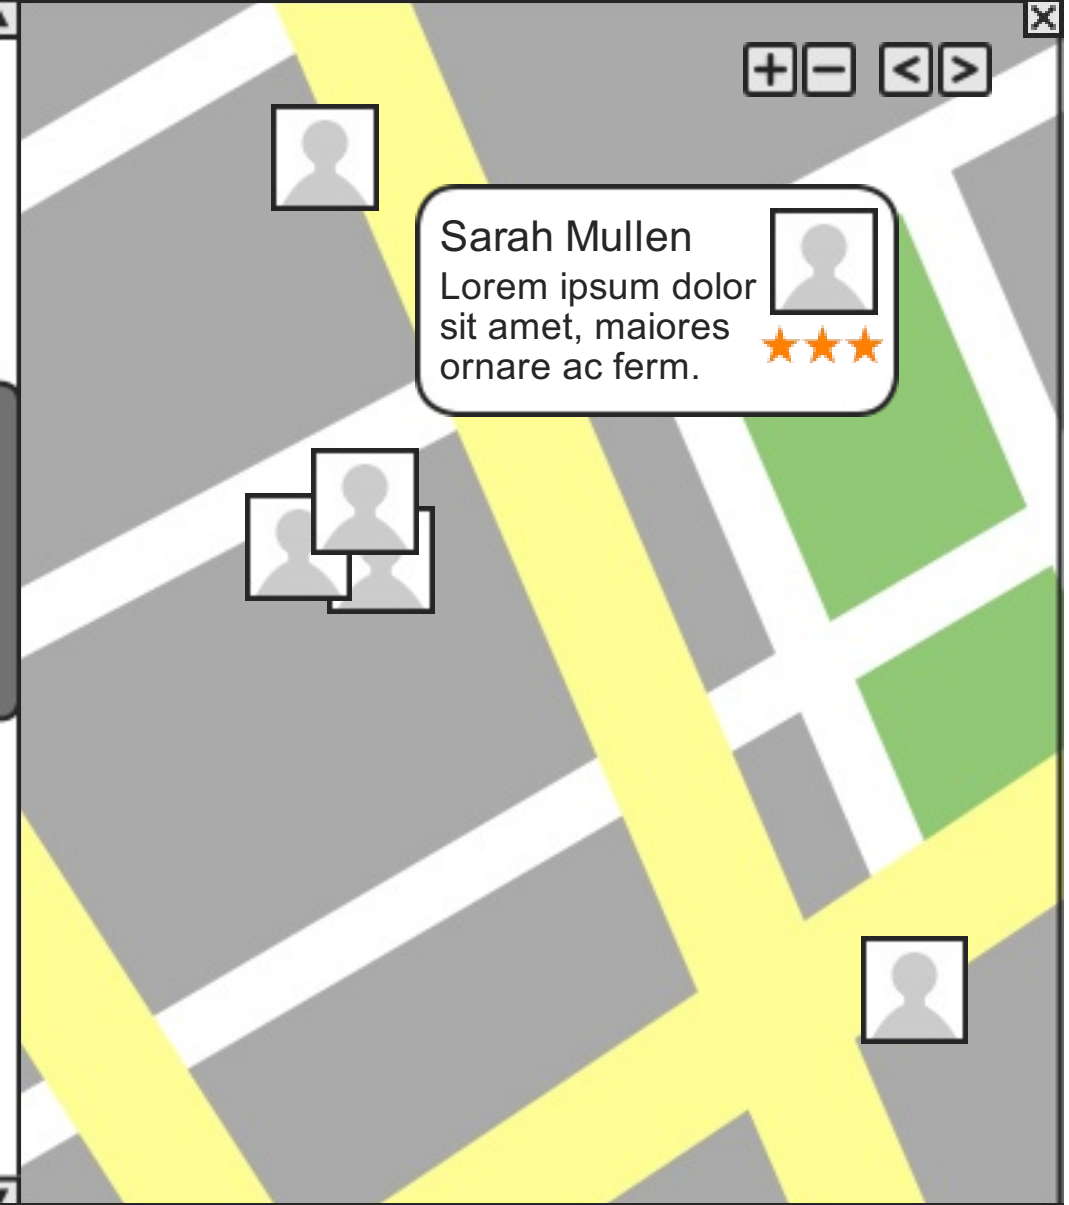 Sarah Mullen
Lorem ipsum dolor
sit amet, maiores
ornare ac ferm.